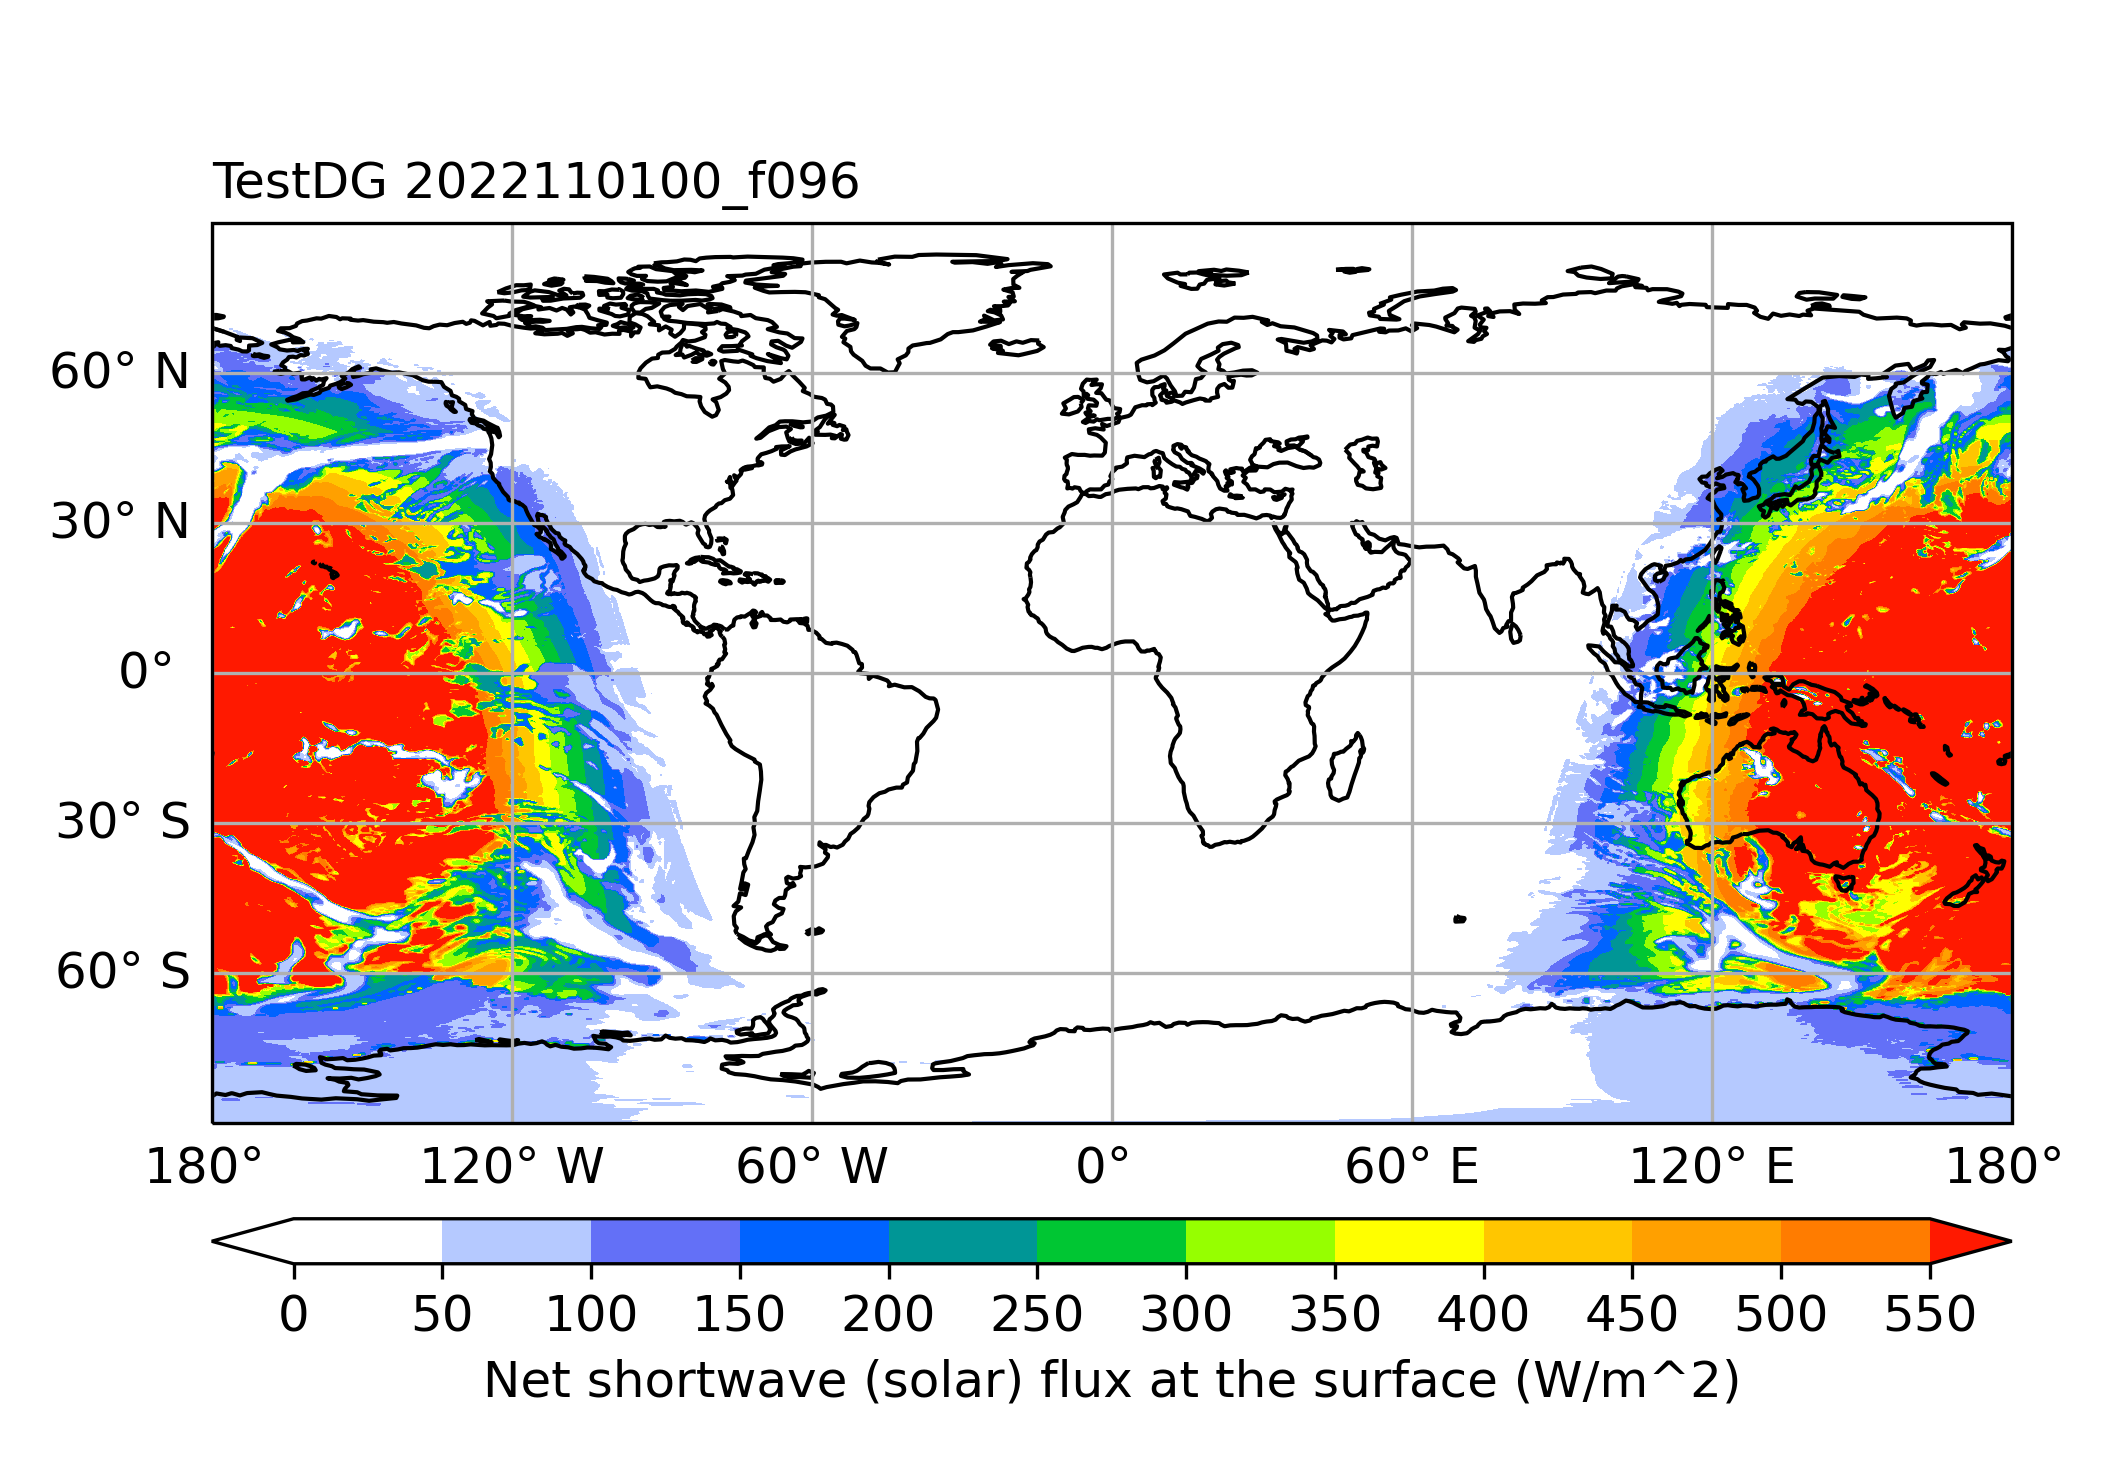 TestDG 2022110100_f096
60° N
30° N
0°
30° S
60° S
180° 120° W 60° W 0° 60° E 120° E 180°
0 50 100 150 200 250 300 350 400 450 500 550
Net shortwave (solar) flux at the surface (W/m^2)